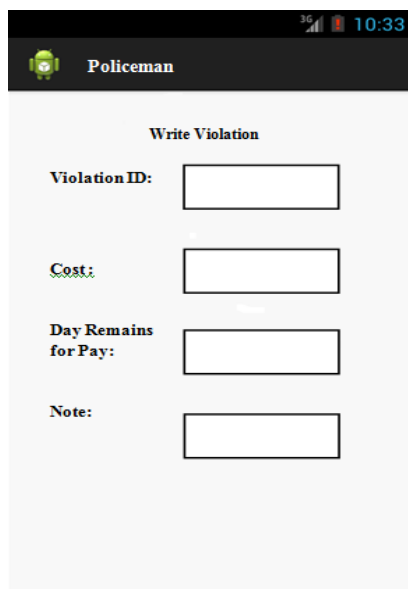 3G 10:33
Policeman
Write Violation
Violation ID:
Cost:
Day Remains
for Pay:
Note: